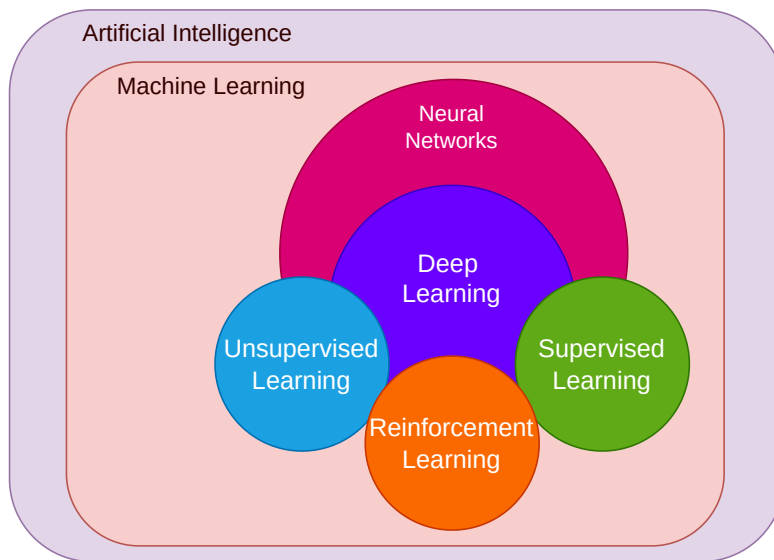 Artificial Intelligence
Machine Learning
Neural
Networks
Deep
Learning
Unsupervised
Learning
Supervised
Learning
Reinforcement
Learning